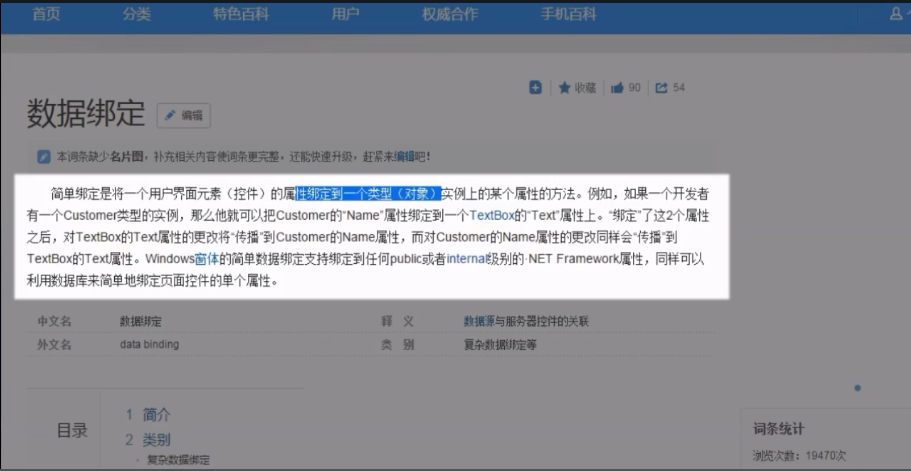 首页 分类 特色百科 用户 权威合作 手机百科
收藏 90 54
数据绑定 编辑
本词条缺少名片图，补充相关内容使词条更完整，还能快速升级，赶紧来编辑吧！
简单绑定是将一个用户界面元素（控件）的属性绑定到一个类型（对象）实例上的某个属性的方法。例如，如果一个开发者
有一个Customer类型的实例，那么他就可以把Customer的“Name”属性绑定到一个TextBox的“Text”属性上。“绑定”了这2个属性
之后，对TextBox的Text属性的更改将“传播”到Customer的Name属性，而对Customer的Name属性的更改同样会“传播”到
TextBox的Text属性。Windows窗体的简单数据绑定支持绑定到任何public或者internal级别的·NET Framework属性，同样可以
利用数据库来简单地绑定页面控件的单个属性。
中文名 数据绑定 释 义 数据源与服务器控件的关联
外文名 data binding 类 别 复杂数据绑定等
目录
1 简介
2 类别
· 复杂数据绑定
词条统计
浏览次数：19470次